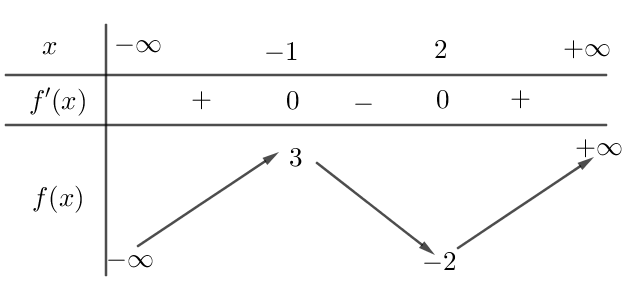 x −∞ −1 2 +∞
f′(x) + 0 − 0 +
+∞
3
f(x)
−∞ −2